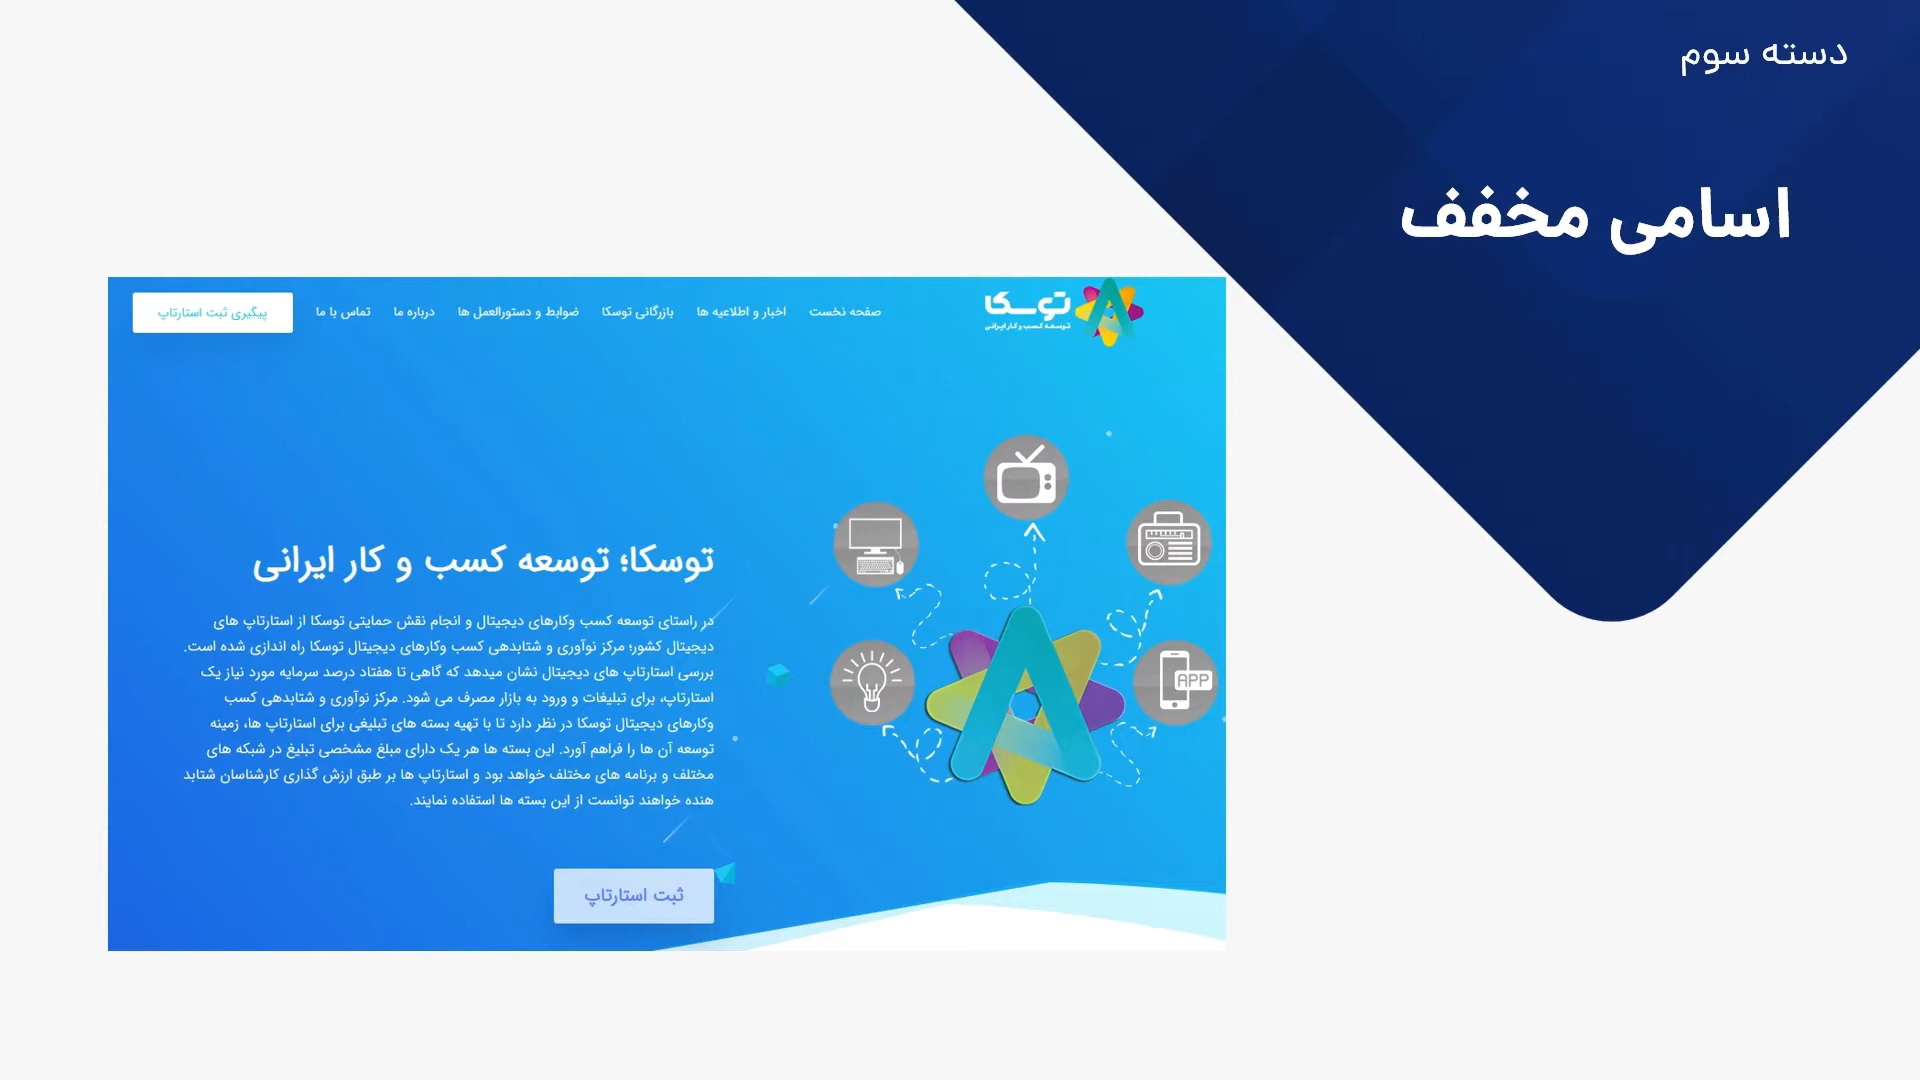 دسته سوم
اسامی مخفف
توسکا
توسعه کسب و کار ایرانی
صفحه نخست
اخبار و اطلاعیه ها
بازرگانی توسکا
ضوابط و دستورالعمل ها
درباره ما
تماس با ما
پیگیری ثبت استارتاپ
توسکا؛ توسعه کسب و کار ایرانی
در راستای توسعه کسب وکارهای دیجیتال و انجام نقش حمایتی توسکا از استارتاپ های
دیجیتال کشور؛ مرکز نوآوری و شتابدهی کسب وکارهای دیجیتال توسکا راه اندازی شده است.
بررسی استارتاپ های دیجیتال نشان میدهد که گاهی تا هفتاد درصد سرمایه مورد نیاز یک
استارتاپ، برای تبلیغات و ورود به بازار مصرف می شود. مرکز نوآوری و شتابدهی کسب
وکارهای دیجیتال توسکا در نظر دارد تا با تهیه بسته های تبلیغی برای استارتاپ ها، زمینه
توسعه آن ها را فراهم آورد. این بسته ها هر یک دارای مبلغ مشخصی تبلیغ در شبکه های
مختلف و برنامه های مختلف خواهد بود و استارتاپ ها بر طبق ارزش گذاری کارشناسان شتابد
هنده خواهند توانست از این بسته ها استفاده نمایند.
ثبت استارتاپ
APP